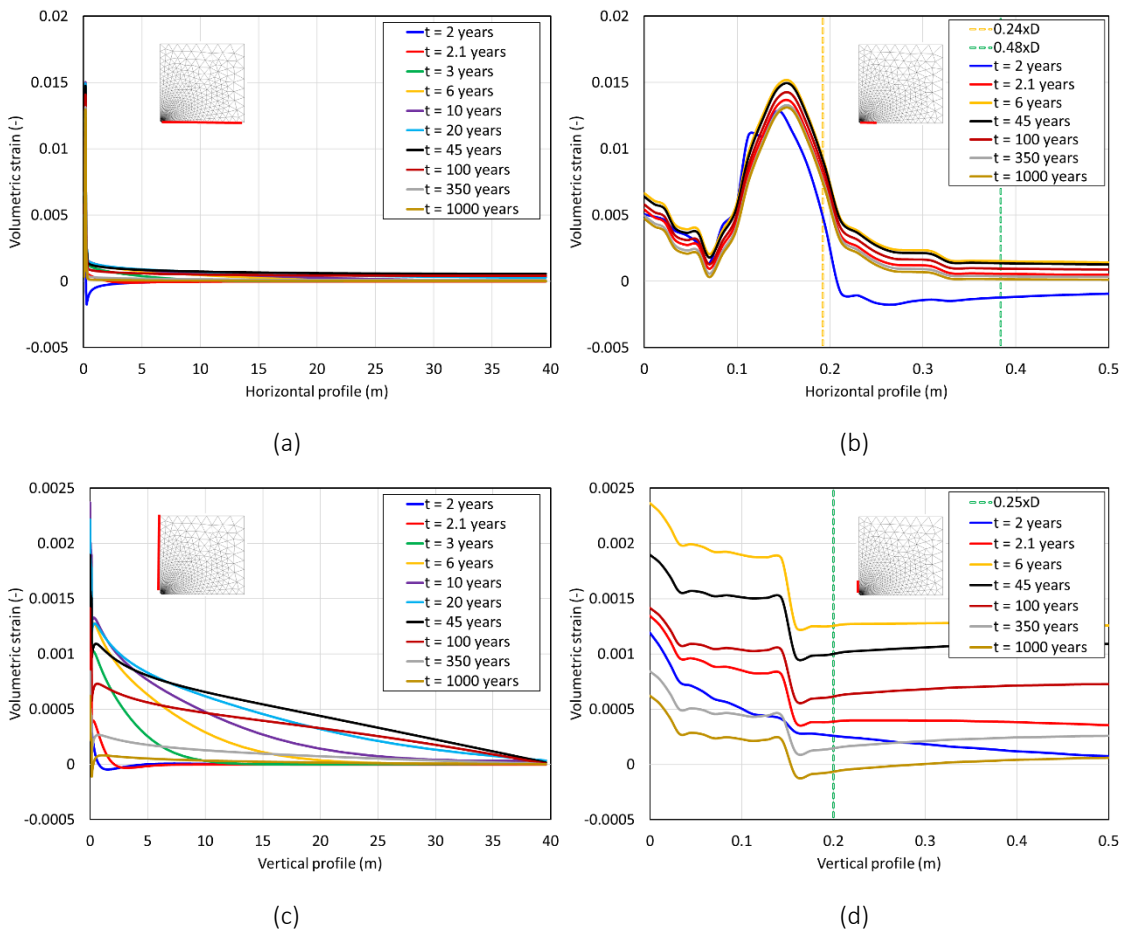 0.02
0.015
0.01
0.005
0
-0.005
Volumetric strain (-)
0 5 10 15 20 25 30 35 40
Horizontal profile (m)
t = 2 years
t = 2.1 years
t = 3 years
t = 6 years
t = 10 years
t = 20 years
t = 45 years
t = 100 years
t = 350 years
t = 1000 years
(a)
0.02
0.015
0.01
0.005
0
-0.005
Volumetric strain (-)
0 0.1 0.2 0.3 0.4 0.5
Horizontal profile (m)
0.24xD
0.48xD
t = 2 years
t = 2.1 years
t = 6 years
t = 45 years
t = 100 years
t = 350 years
t = 1000 years
(b)
0.0025
0.002
0.0015
0.001
0.0005
0
-0.0005
Volumetric strain (-)
0 5 10 15 20 25 30 35 40
Vertical profile (m)
t = 2 years
t = 2.1 years
t = 3 years
t = 6 years
t = 10 years
t = 20 years
t = 45 years
t = 100 years
t = 350 years
t = 1000 years
(c)
0.0025
0.002
0.0015
0.001
0.0005
0
-0.0005
Volumetric strain (-)
0 0.1 0.2 0.3 0.4 0.5
Vertical profile (m)
0.25xD
t = 2 years
t = 2.1 years
t = 6 years
t = 45 years
t = 100 years
t = 350 years
t = 1000 years
(d)